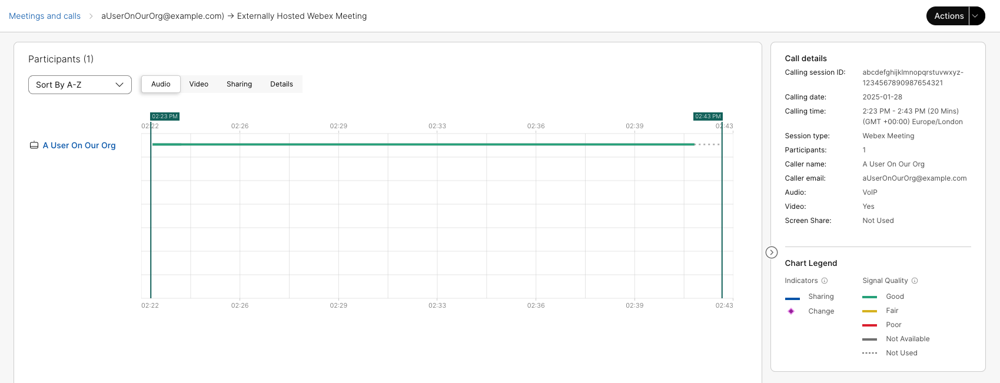 Meetings and calls > aUserOnOurOrg@example.com) → Externally Hosted Webex Meeting
Actions
Participants (1)
Sort By A-Z
Audio Video Sharing Details
02:23 PM 02:43 PM
02:22 02:26 02:29 02:33 02:36 02:39 02:43
A User On Our Org
02:22 02:26 02:29 02:33 02:36 02:39 02:43
Call details
Calling session ID: abcdefghijklmnopqrstuvwxyz-
1234567890987654321
Calling date: 2025-01-28
Calling time: 2:23 PM - 2:43 PM (20 Mins)
(GMT +00:00) Europe/London
Session type: Webex Meeting
Participants: 1
Caller name: A User On Our Org
Caller email: aUserOnOurOrg@example.com
Audio: VoIP
Video: Yes
Screen Share: Not Used
Chart Legend
Indicators Signal Quality
Sharing Good
Change Fair
Poor
Not Available
Not Used